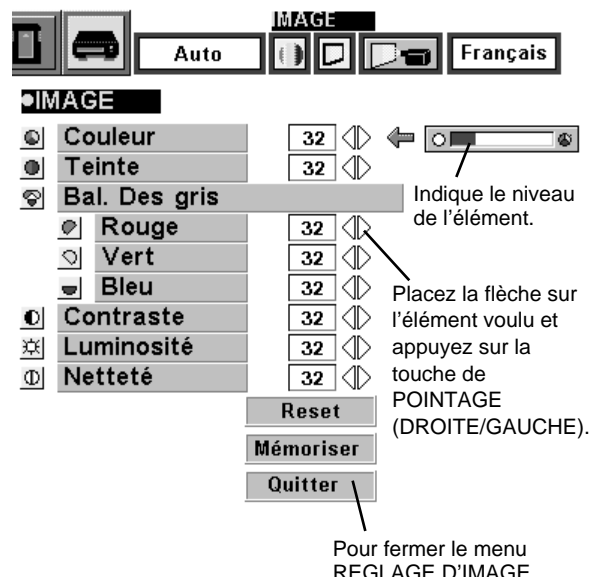 IMAGE
Auto
Français
•IMAGE
Couleur 32
Teinte 32
Bal. Des gris
Indique le niveau
de l'élément.
Rouge 32
Vert 32
Bleu 32
Contraste 32
Luminosité 32
Netteté 32
Placez la flèche sur
l'élément voulu et
appuyez sur la
touche de
POINTAGE
(DROITE/GAUCHE).
Reset
Mémoriser
Quitter
Pour fermer le menu
REGLAGE D'IMAGE